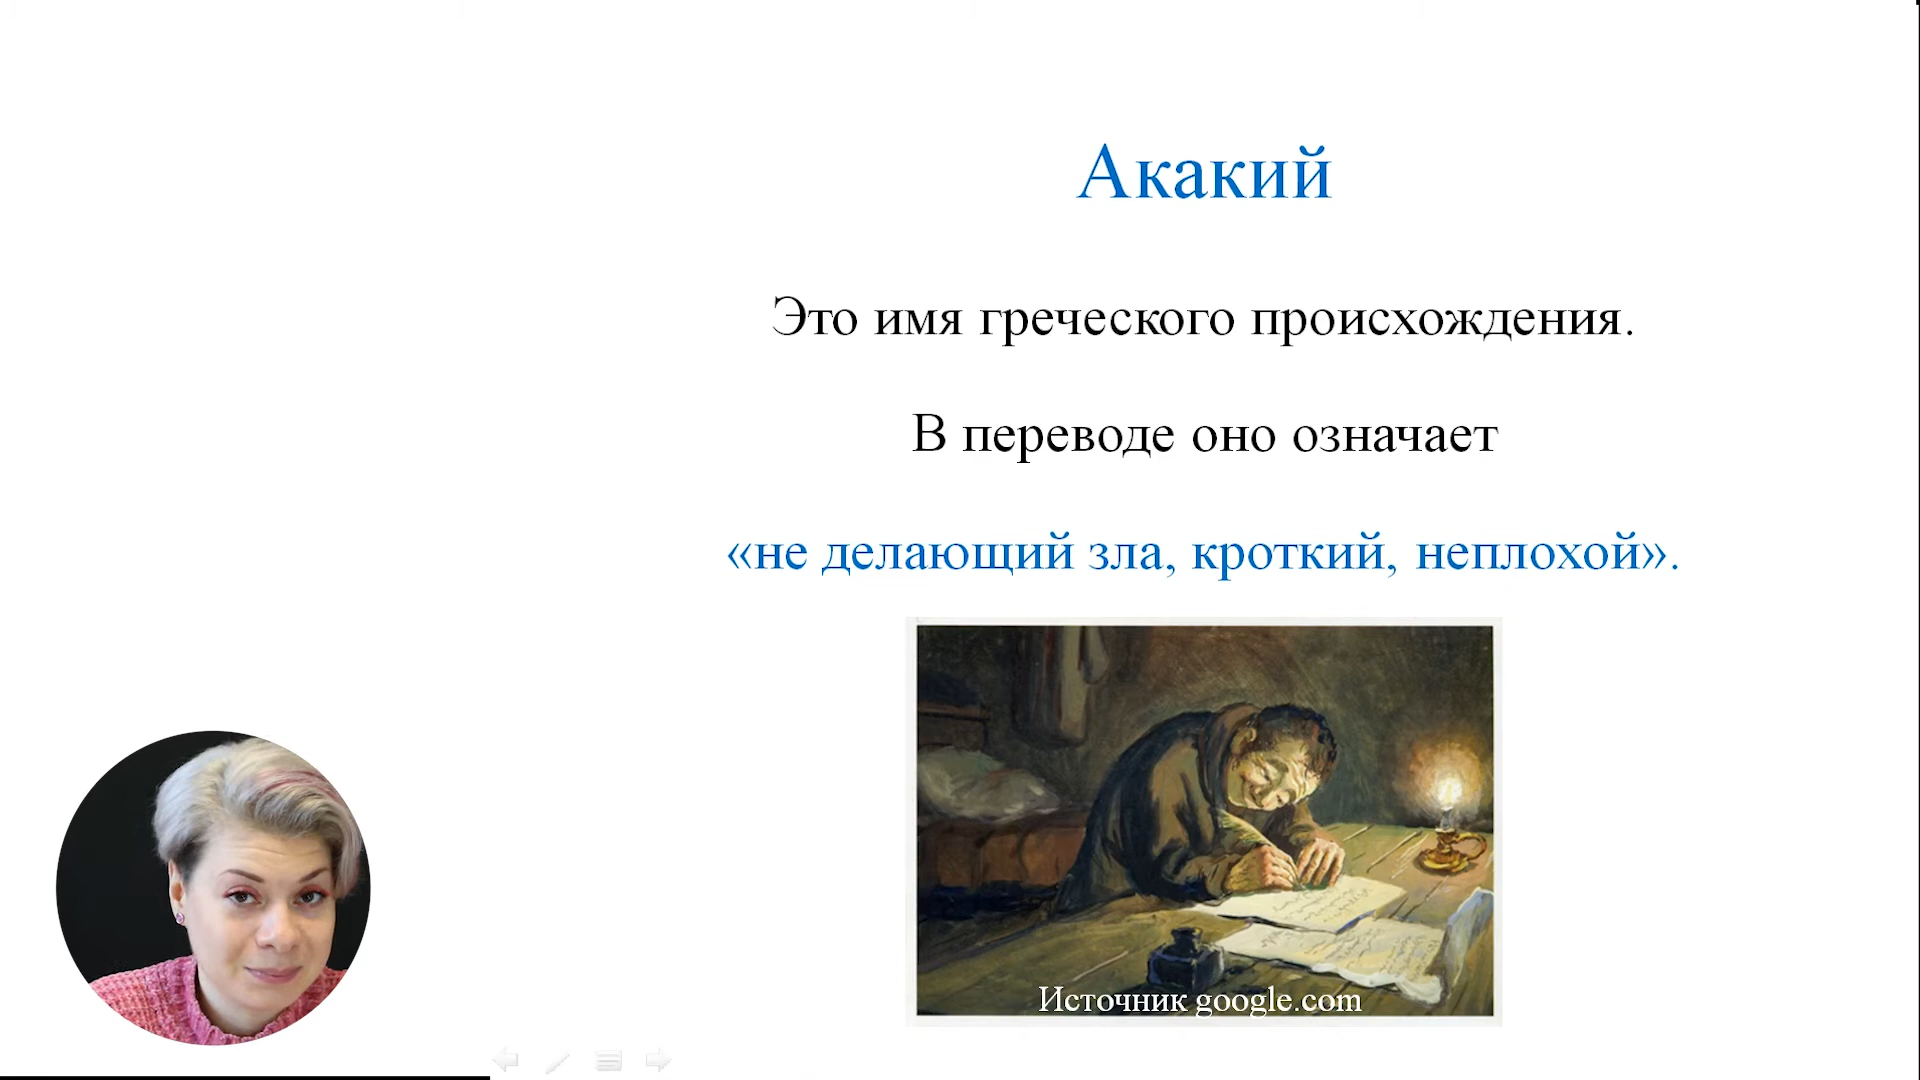 Акакий
Это имя греческого происхождения.
В переводе оно означает
«не делающий зла, кроткий, неплохой».
Источник google.com